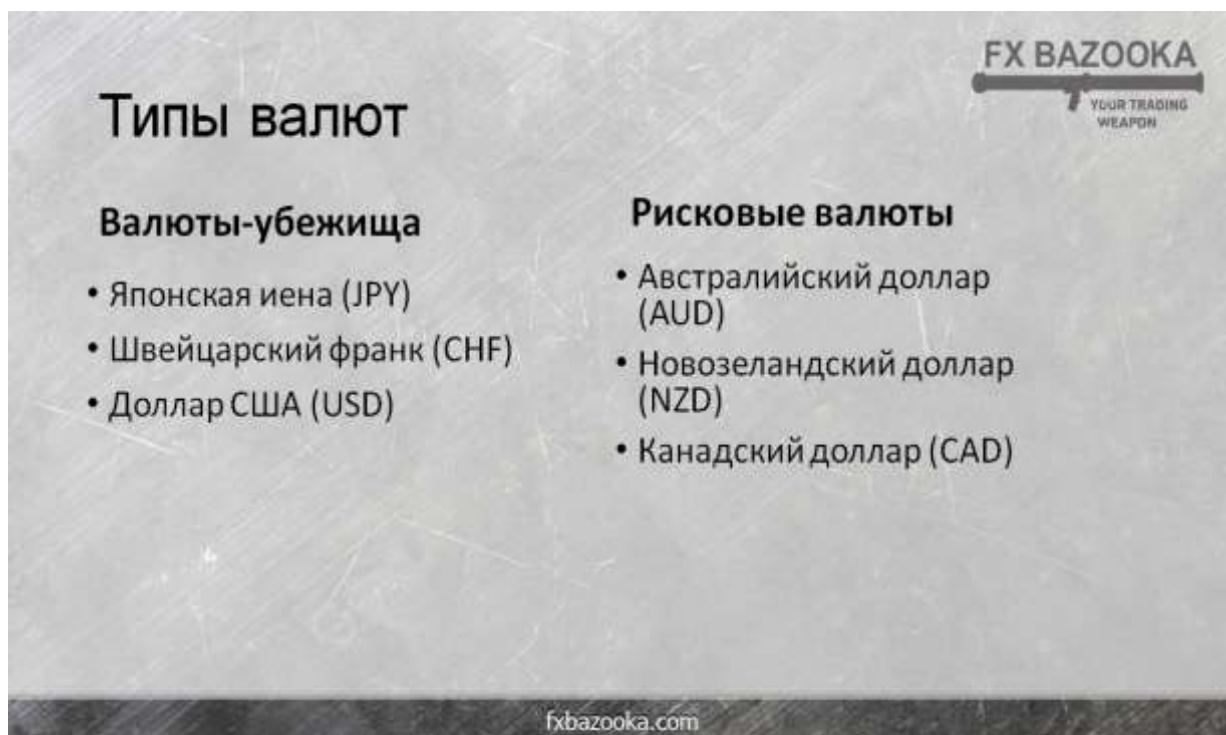 FX BAZOOKA
YOUR TRADING
WEAPON
Типы валют
Валюты-убежища
• Японская иена (JPY)
• Швейцарский франк (CHF)
• Доллар США (USD)
Рисковые валюты
• Австралийский доллар
(AUD)
• Новозеландский доллар
(NZD)
• Канадский доллар (CAD)
fxbazooka.com